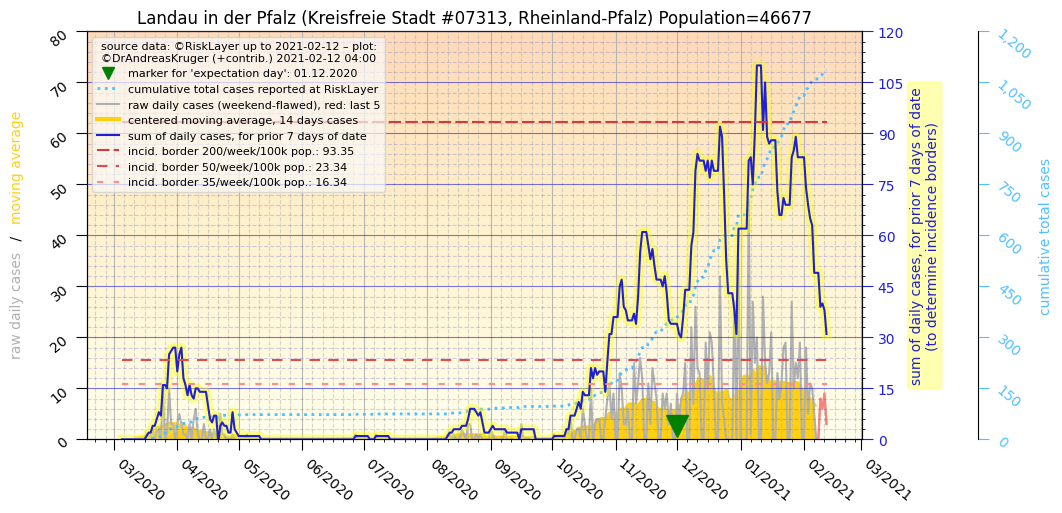 Landau in der Pfalz (Kreisfreie Stadt #07313, Rheinland-Pfalz) Population=46677
source data: ©RiskLayer up to 2021-02-12 – plot:
©DrAndreasKruger (+contrib.) 2021-02-12 04:00
marker for 'expectation day': 01.12.2020
cumulative total cases reported at RiskLayer
raw daily cases (weekend-flawed), red: last 5
centered moving average, 14 days cases
sum of daily cases, for prior 7 days of date
incid. border 200/week/100k pop.: 93.35
incid. border 50/week/100k pop.: 23.34
incid. border 35/week/100k pop.: 16.34
raw daily cases / moving average
80
70
60
50
40
30
20
10
0
03/2020
04/2020
05/2020
06/2020
07/2020
08/2020
09/2020
10/2020
11/2020
12/2020
01/2021
02/2021
03/2021
120
105
90
75
60
45
30
15
0
sum of daily cases, for prior 7 days of date
(to determine incidence borders)
1,200
1,050
900
750
600
450
300
150
0
cumulative total cases